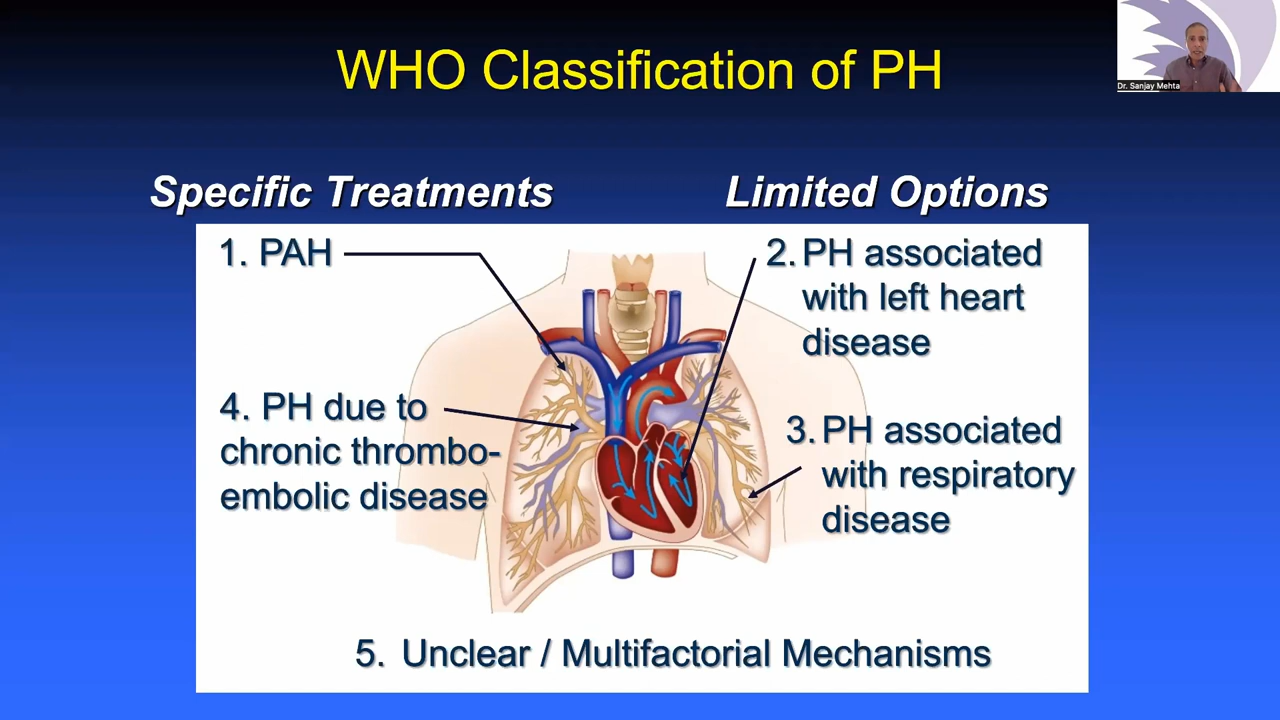 WHO Classification of PH
Dr. Sanjay Mehta
Specific Treatments
Limited Options
1. PAH
2. PH associated
with left heart
disease
4. PH due to
chronic thrombo-
embolic disease
3. PH associated
with respiratory
disease
5. Unclear / Multifactorial Mechanisms